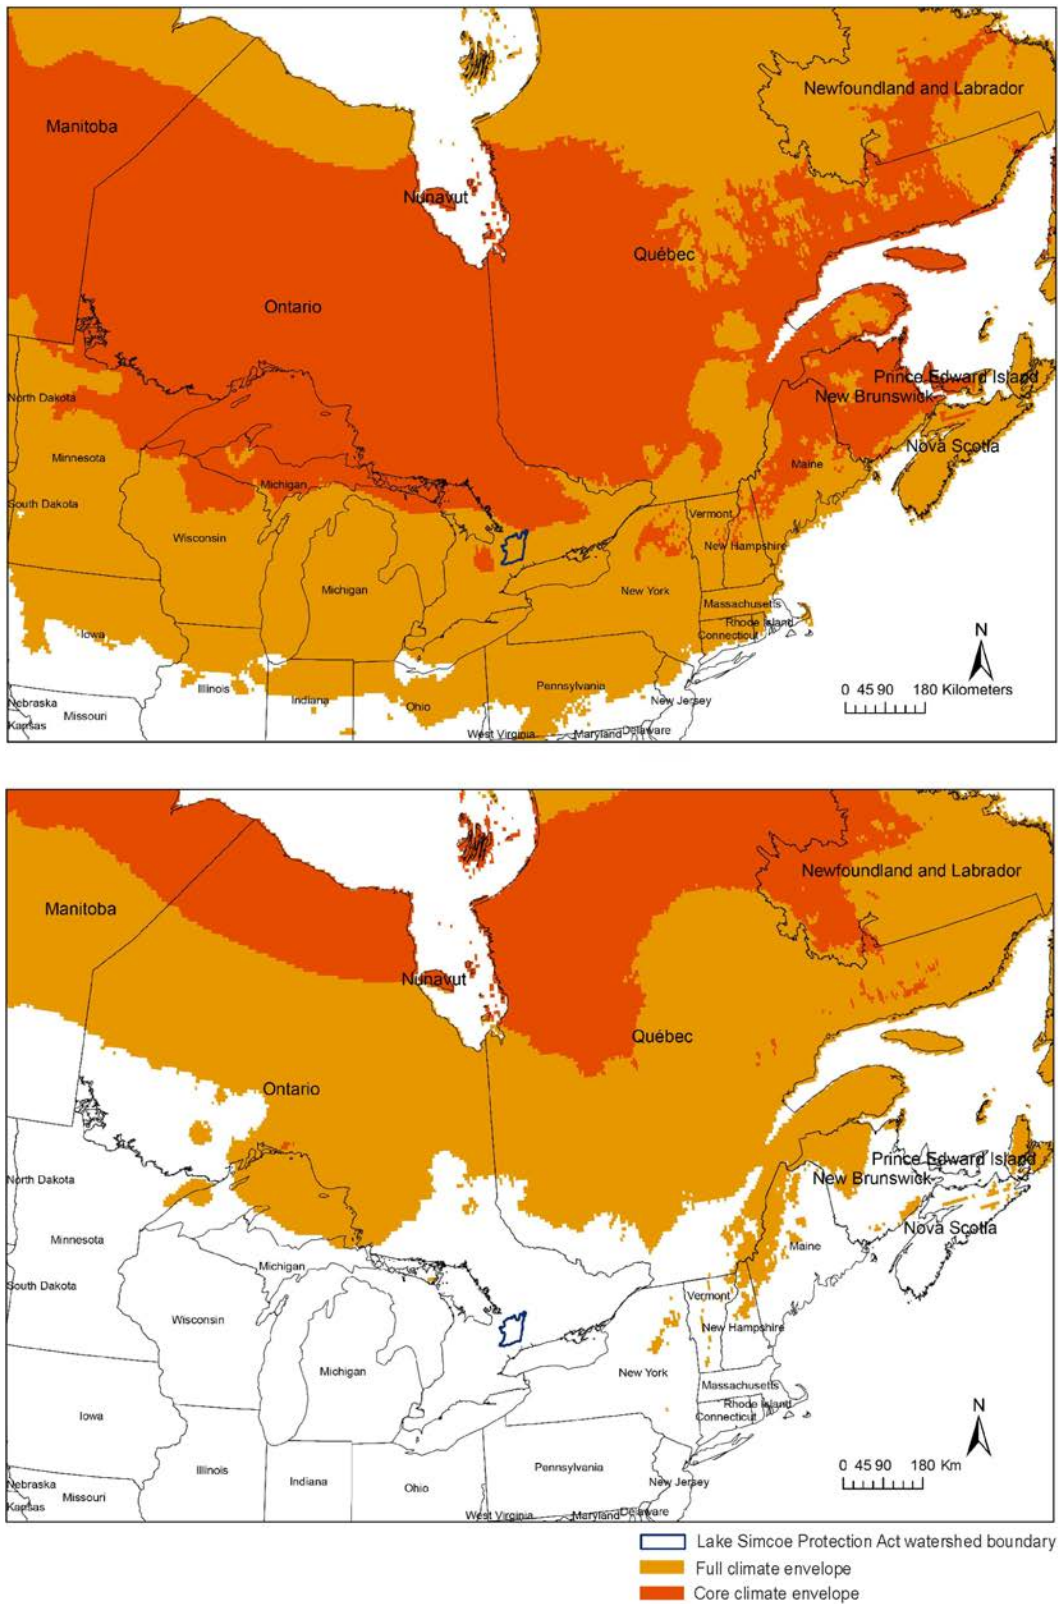 Newfoundland and Labrador
Manitoba
Nunavut
Québec
Ontario
Prince Edward Island
New Brunswick
North Dakota
Nova Scotia
Minnesota
Maine
Michigan
South Dakota
Vermont
Wisconsin
New Hampshire
Michigan
New York
Massachusetts
Rhode Island
Iowa
Connecticut
N
Pennsylvania
Illinois
Indiana
0 45 90 180 Kilometers
Nebraska
New Jersey
Ohio
Missouri
Kansas
West Virginia
Maryland
Delaware
Newfoundland and Labrador
Manitoba
Nunavut
Québec
Ontario
Prince Edward Island
New Brunswick
North Dakota
Nova Scotia
Minnesota
Maine
Michigan
South Dakota
Vermont
Wisconsin
New Hampshire
Michigan
New York
Massachusetts
Rhode Island
Iowa
Connecticut
N
Pennsylvania
Illinois
Indiana
0 45 90 180 Km
Nebraska
New Jersey
Ohio
Missouri
Kansas
West Virginia
Maryland
Delaware
Lake Simcoe Protection Act watershed boundary
Full climate envelope
Core climate envelope